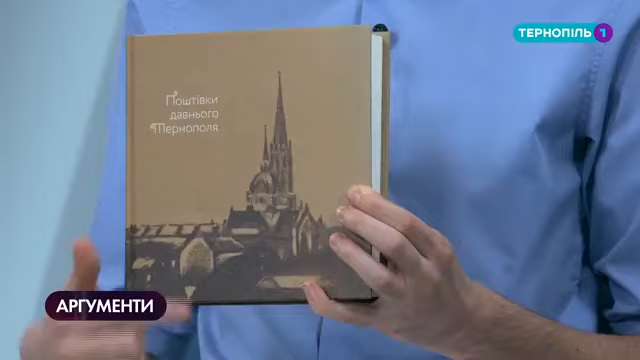 ТЕРНОПІЛЬ 1
Поштівки
давнього
Тернополя
АРГУМЕНТИ